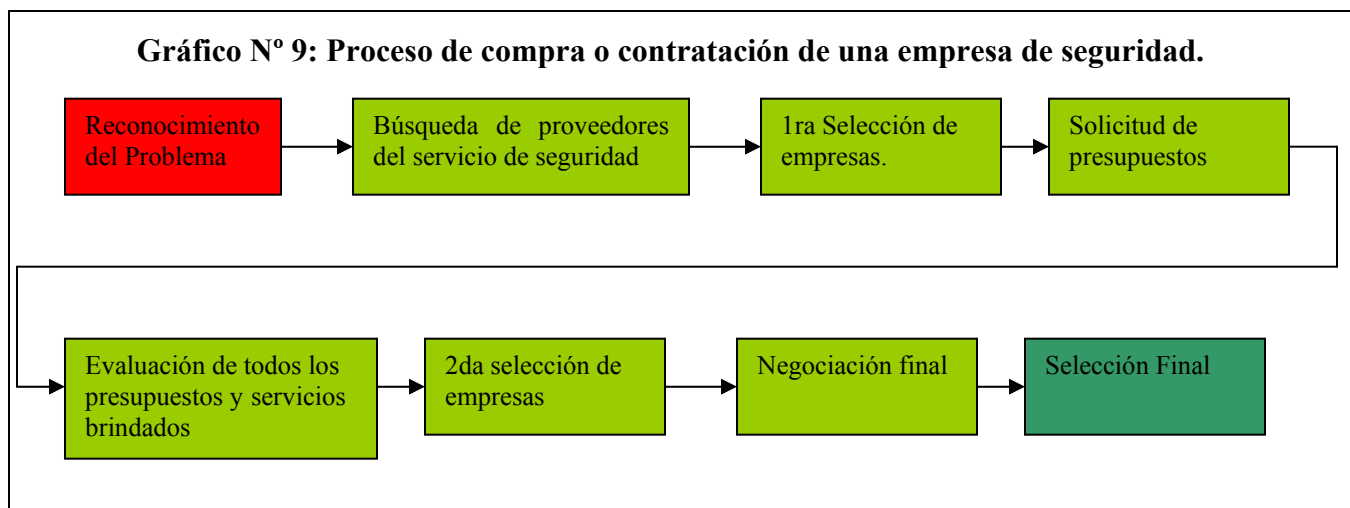 Gráfico Nº 9: Proceso de compra o contratación de una empresa de seguridad.
Reconocimiento
del Problema
Búsqueda de proveedores
del servicio de seguridad
1ra Selección de
empresas.
Solicitud de
presupuestos
Evaluación de todos los
presupuestos y servicios
brindados
2da selección de
empresas
Negociación final
Selección Final